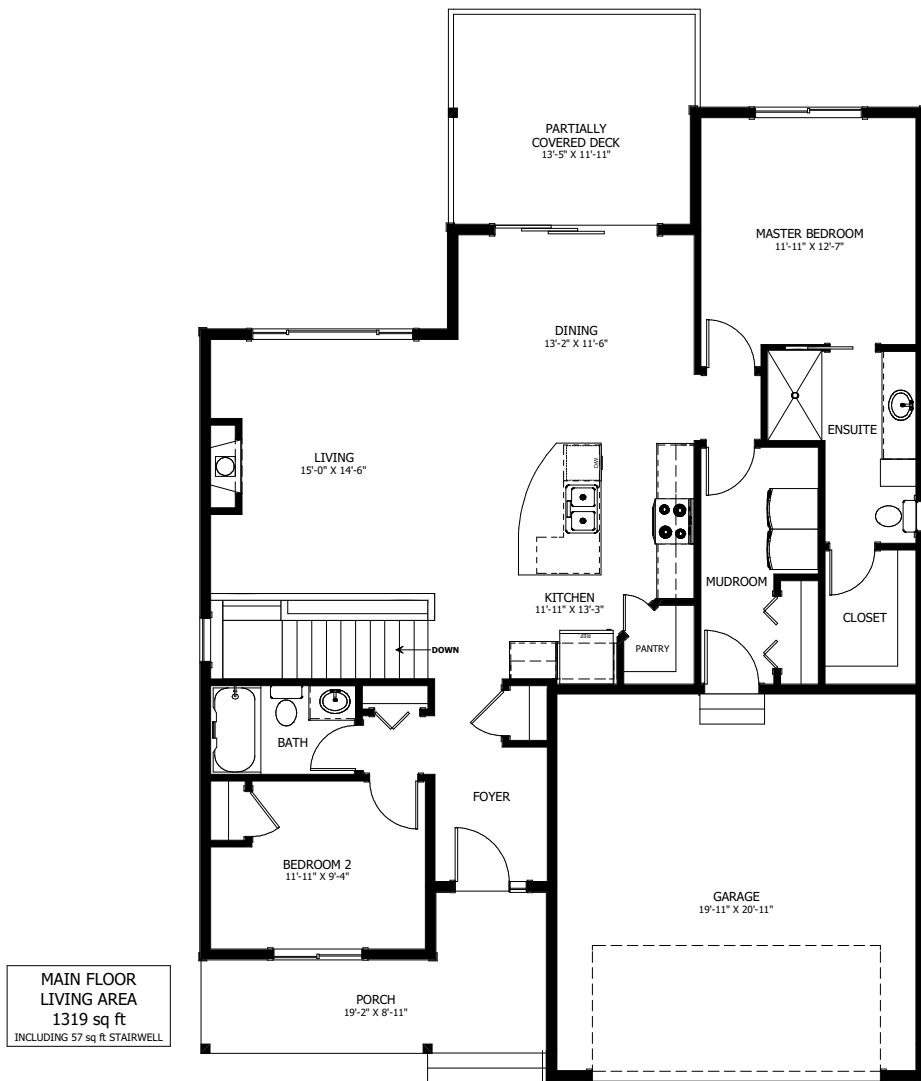 PARTIALLY
COVERED DECK
13'-5" X 11'-11"
MASTER BEDROOM
11'-11" X 12'-7"
DINING
13'-2" X 11'-6"
ENSUITE
LIVING
15'-0" X 14'-6"
DW
MUDROOM
KITCHEN
11'-11" X 13'-3"
CLOSET
REF
PANTRY
DOWN
BATH
FOYER
BEDROOM 2
11'-11" X 9'-4"
GARAGE
19'-11" X 20'-11"
PORCH
19'-2" X 8'-11"
MAIN FLOOR
LIVING AREA
1319 sq ft
INCLUDING 57 sq ft STAIRWELL